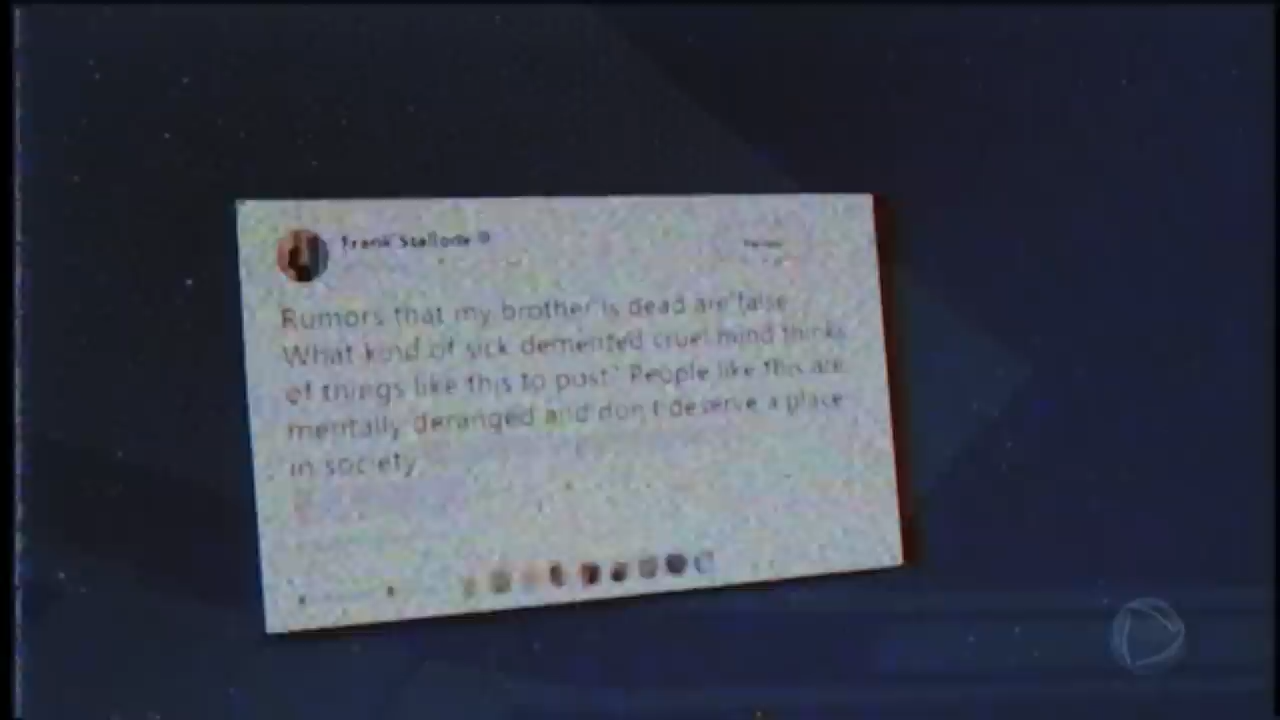 Frank Stallone
Rumors that my brother is dead are false
What kind of sick demented cruel mind thinks
of things like this to post? People like this are
mentally deranged and don't deserve a place
in society